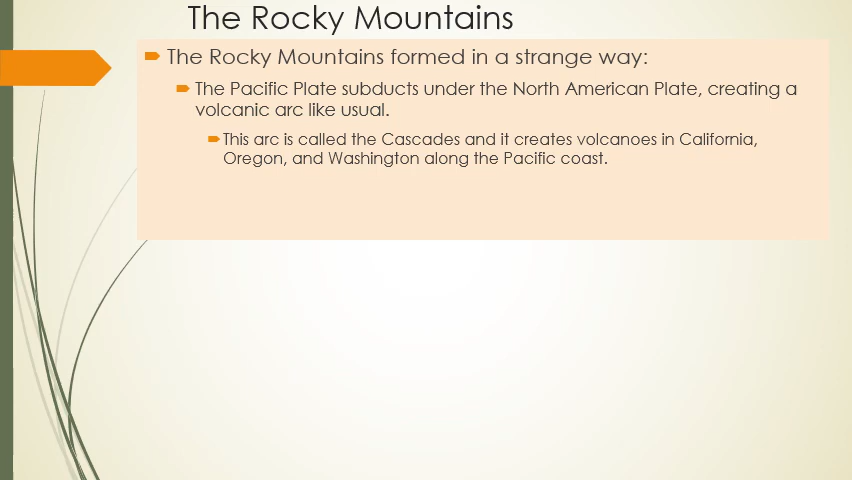 The Rocky Mountains
The Rocky Mountains formed in a strange way:
The Pacific Plate subducts under the North American Plate, creating a
volcanic arc like usual.
This arc is called the Cascades and it creates volcanoes in California,
Oregon, and Washington along the Pacific coast.